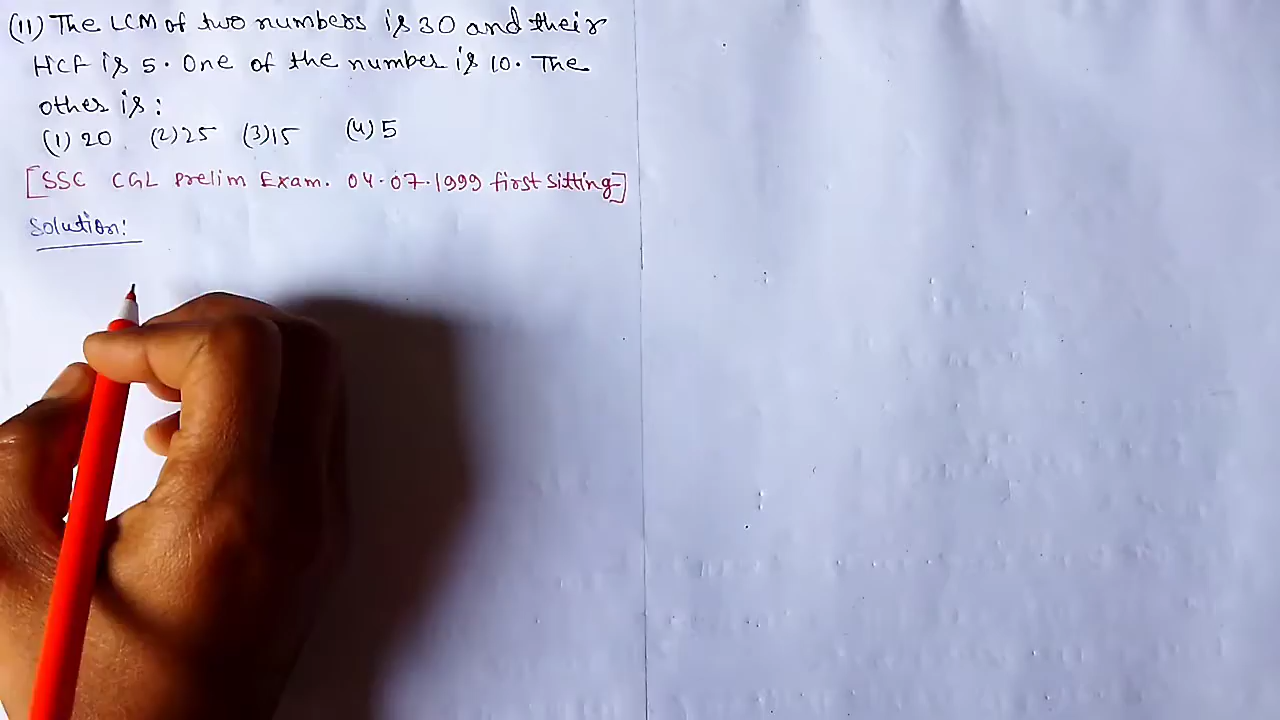 (11) The LCM of two numbers is 30 and their
HCF is 5. One of the number is 10. The
other is:
(1) 20 (2) 25 (3) 15 (4) 5
[SSC CGL Prelim Exam. 04.07.1999 first Sitting]
Solution: